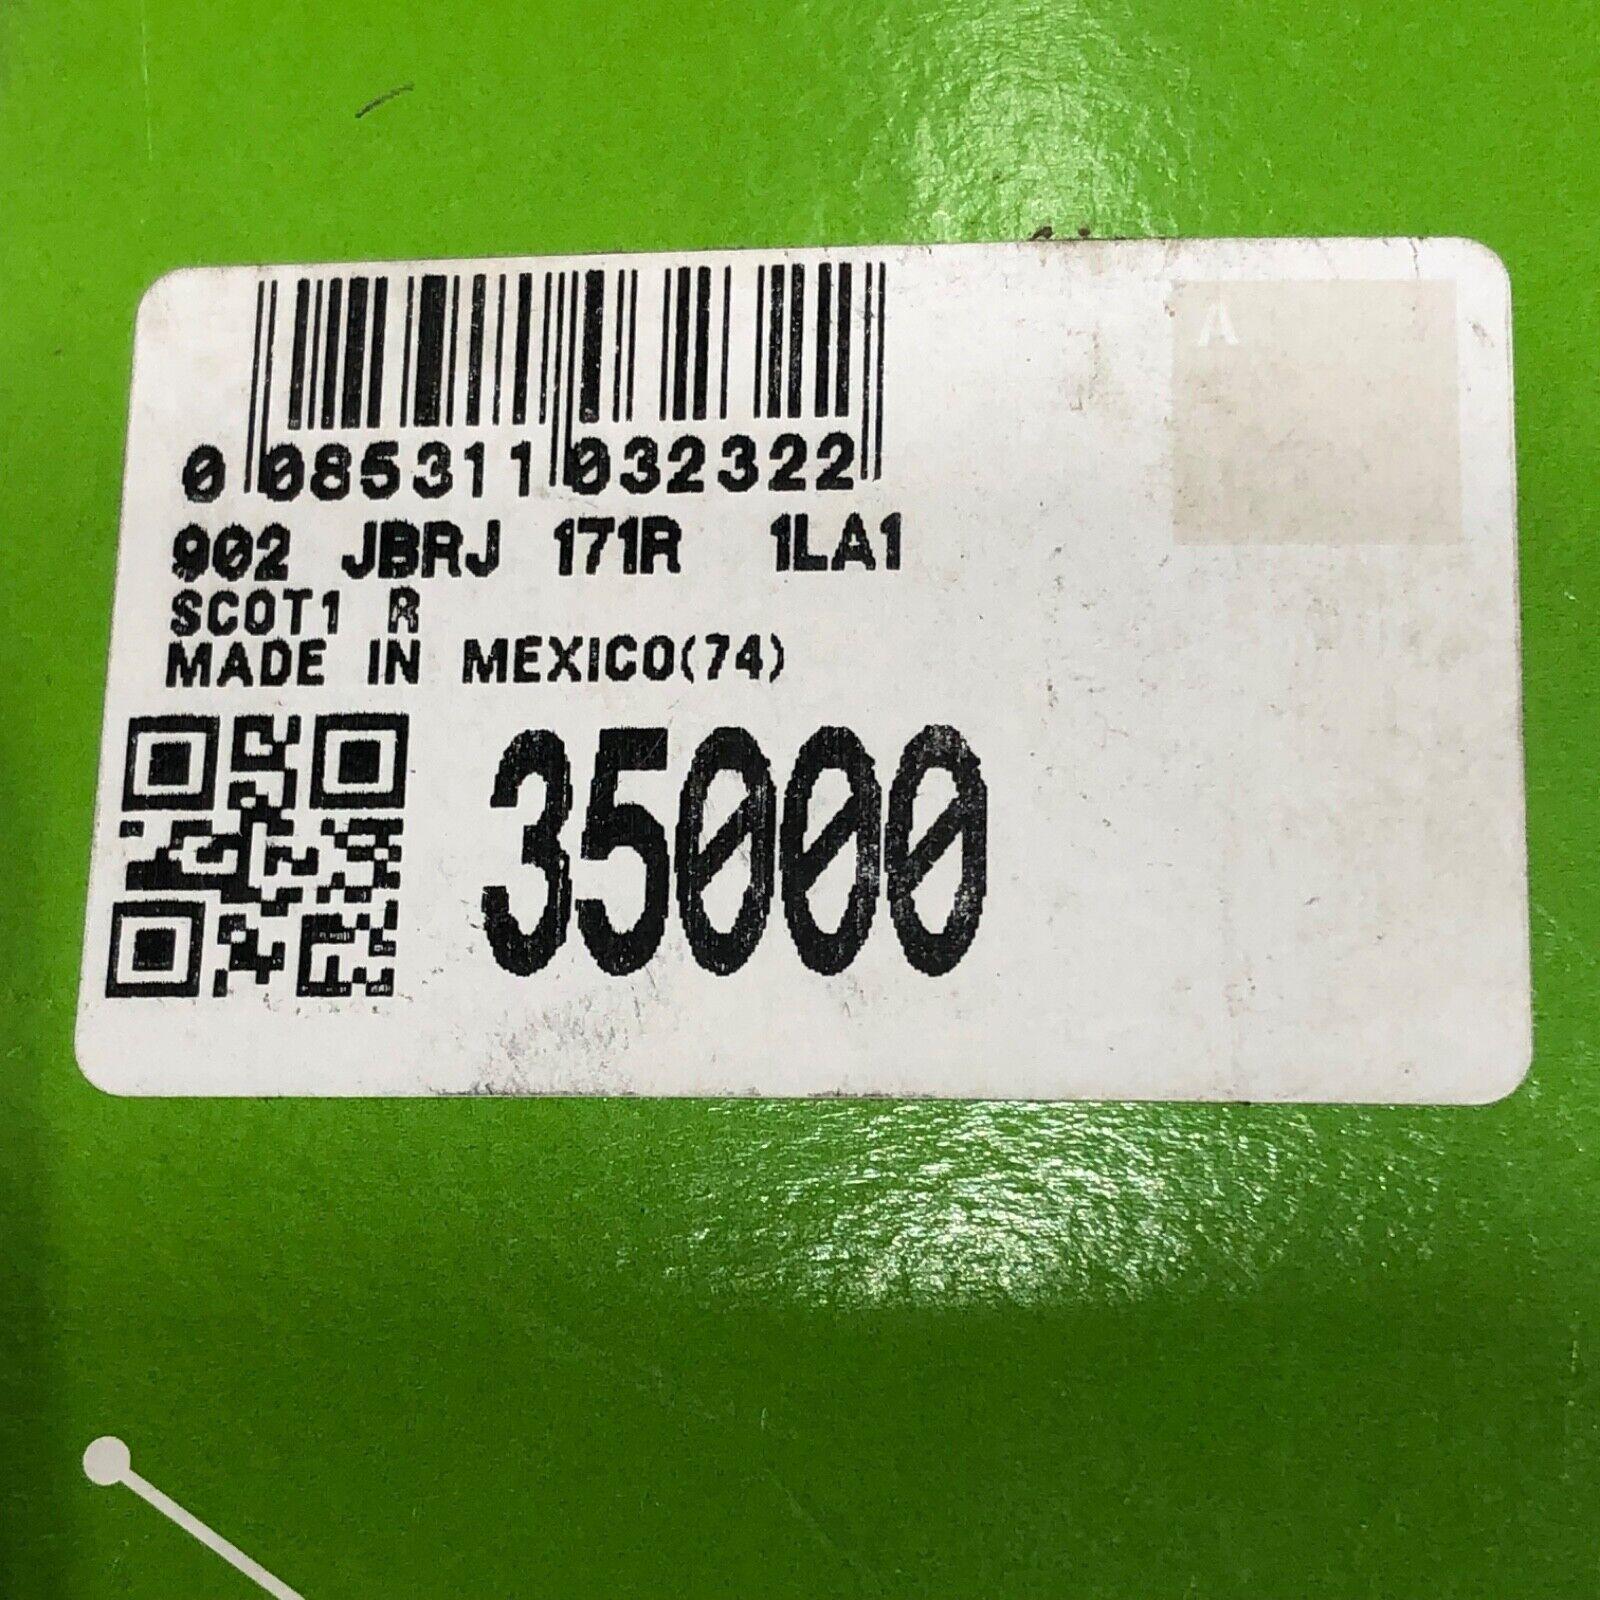 A
0 085311 032322
902 JBRJ 171R 1LA1
SCOT1 R
MADE IN MEXICO(74)
35000